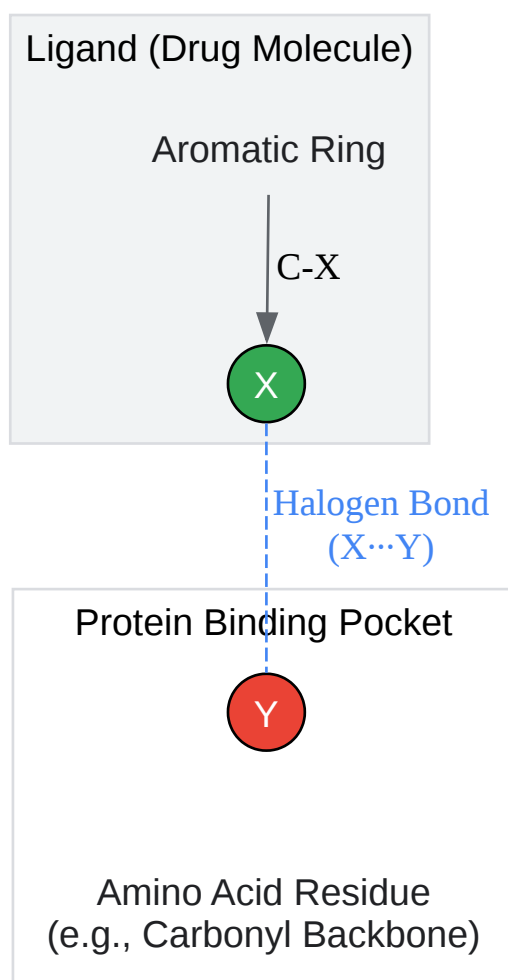 Ligand (Drug Molecule)
Aromatic Ring
C-X
X
Halogen Bond
(X···Y)
Protein Binding Pocket
Y
Amino Acid Residue
(e.g., Carbonyl Backbone)